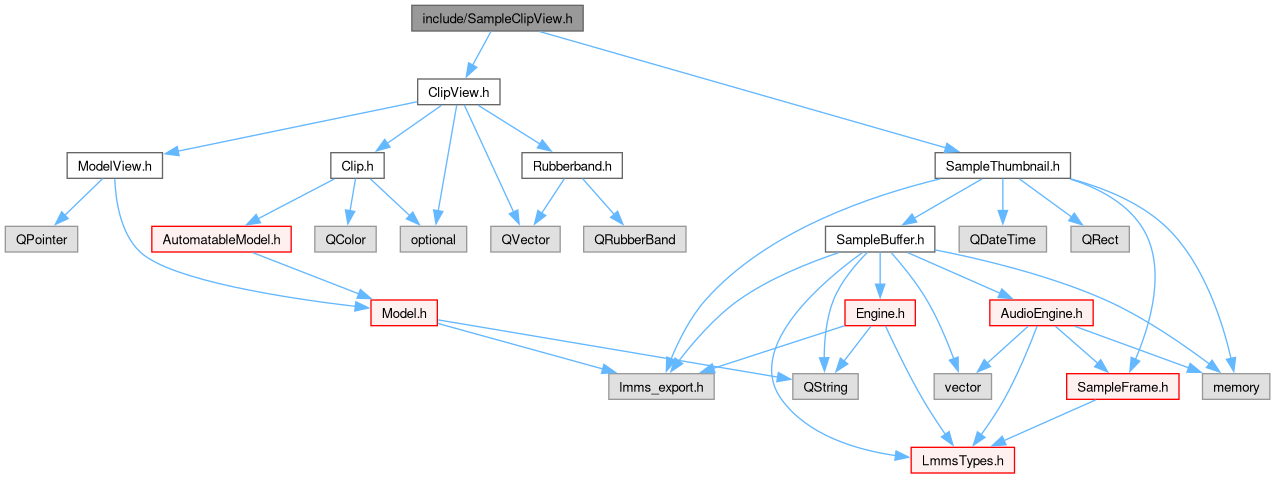 include/SampleClipView.h
ClipView.h
ModelView.h
Clip.h
Rubberband.h
SampleThumbnail.h
QPointer
AutomatableModel.h
QColor
optional
QVector
QRubberBand
SampleBuffer.h
QDateTime
QRect
Model.h
Engine.h
AudioEngine.h
lmms_export.h
QString
vector
SampleFrame.h
memory
LmmsTypes.h